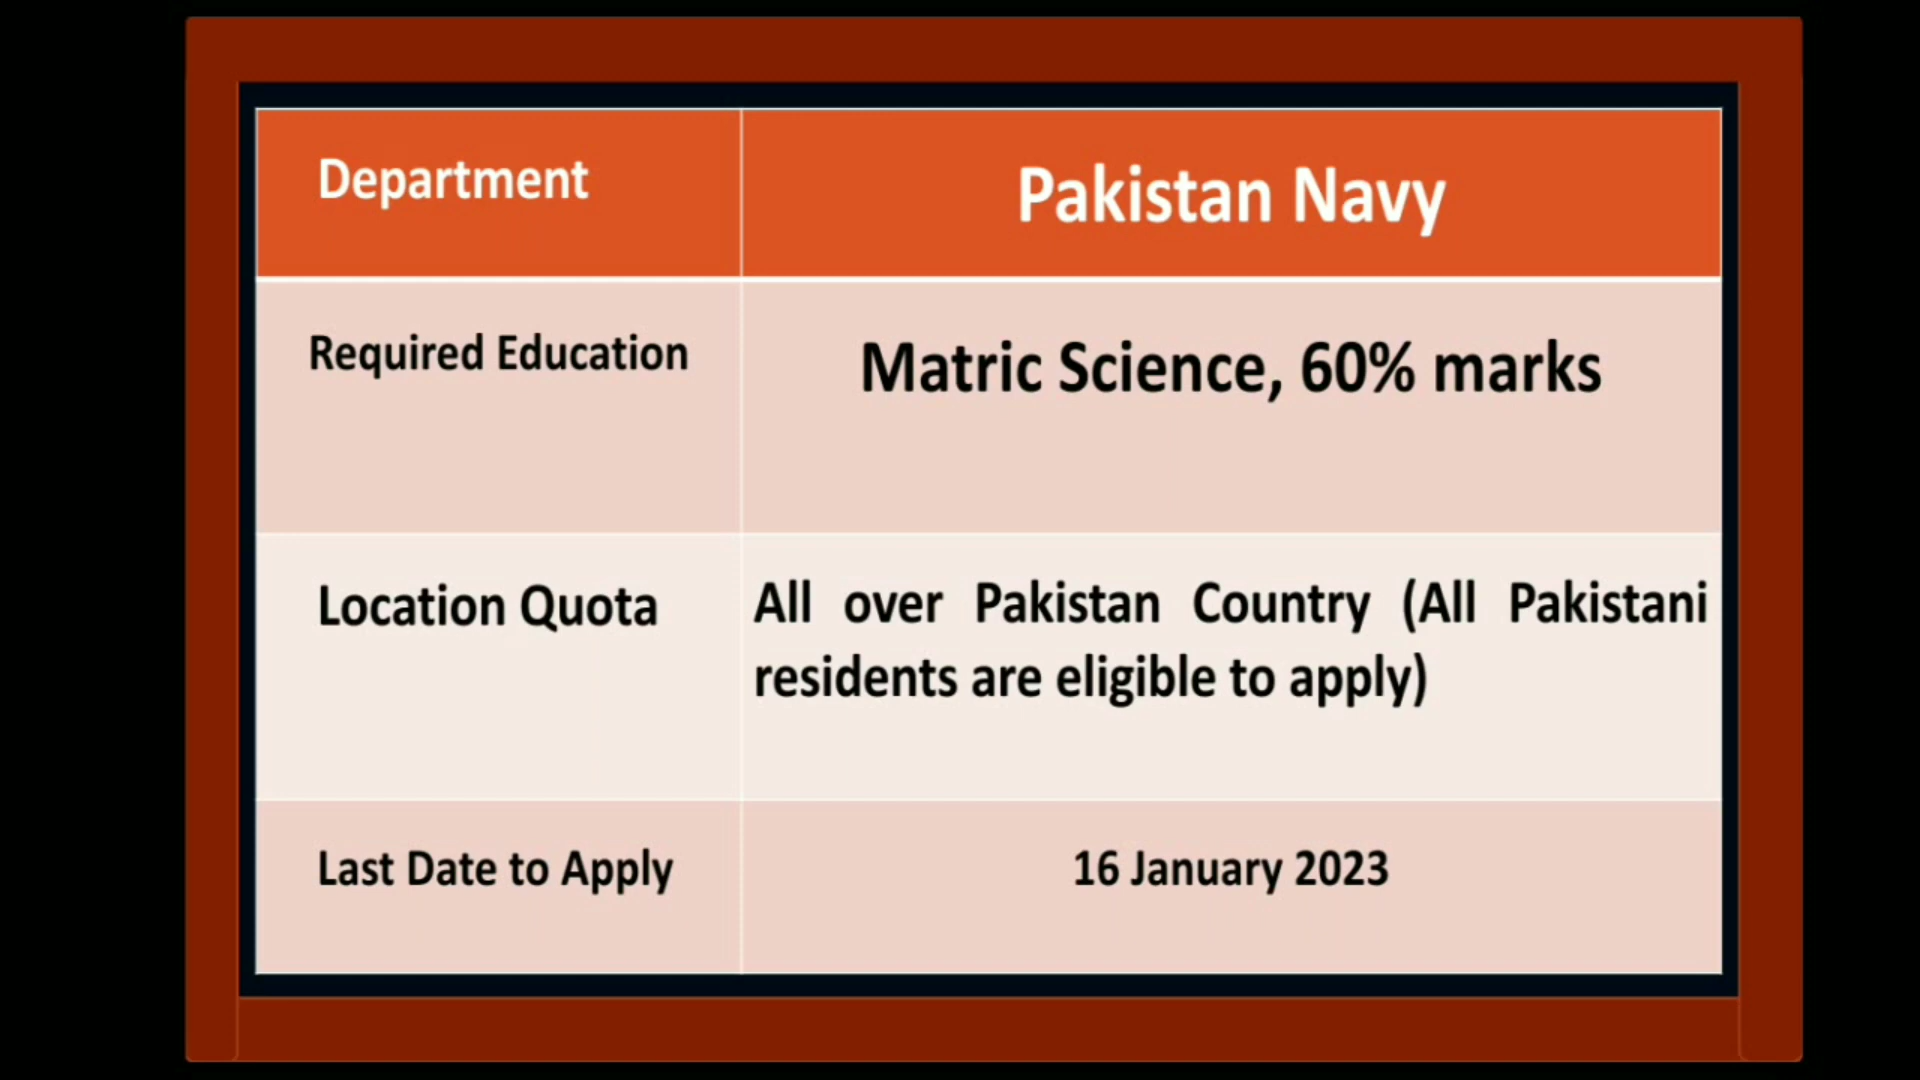 Department
Pakistan Navy
Required Education
Matric Science, 60% marks
Location Quota
All over Pakistan Country (All Pakistani
residents are eligible to apply)
Last Date to Apply
16 January 2023